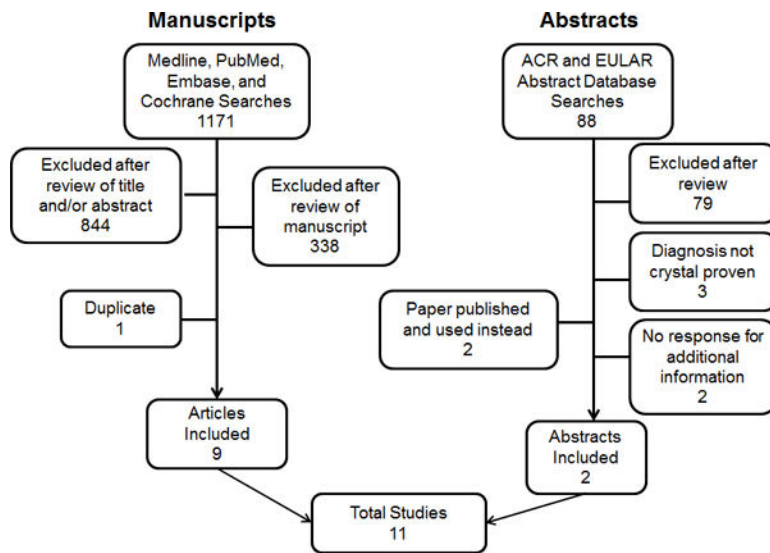 Manuscripts
Medline, PubMed,
Embase, and
Cochrane Searches
1171
Excluded after
review of title
and/or abstract
844
Excluded after
review of
manuscript
338
Duplicate
1
Articles
Included
9
Abstracts
ACR and EULAR
Abstract Database
Searches
88
Excluded after
review
79
Diagnosis not
crystal proven
3
Paper published
and used instead
2
No response for
additional
information
2
Abstracts
Included
2
Total Studies
11